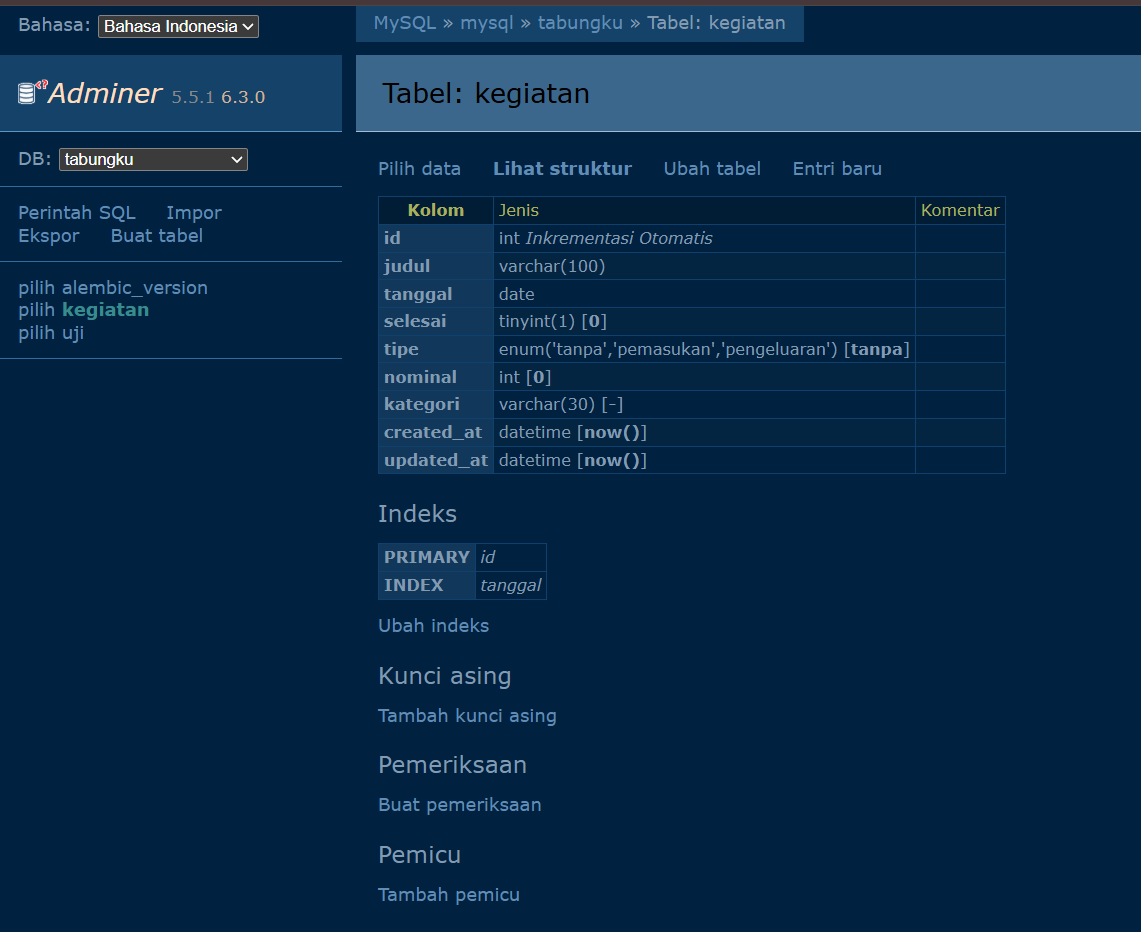 Bahasa: Bahasa Indonesia
MySQL » mysql » tabungku » Tabel: kegiatan
Adminer 5.5.1 6.3.0
Tabel: kegiatan
DB: tabungku
Perintah SQL Impor
Ekspor Buat tabel
pilih alembic_version
pilih kegiatan
pilih uji
Pilih data Lihat struktur Ubah tabel Entri baru
Kolom Jenis Komentar
id int Inkrementasi Otomatis
judul varchar(100)
tanggal date
selesai tinyint(1) [0]
tipe enum('tanpa','pemasukan','pengeluaran') [tanpa]
nominal int [0]
kategori varchar(30) [-]
created_at datetime [now()]
updated_at datetime [now()]
Indeks
PRIMARY id
INDEX tanggal
Ubah indeks
Kunci asing
Tambah kunci asing
Pemeriksaan
Buat pemeriksaan
Pemicu
Tambah pemicu